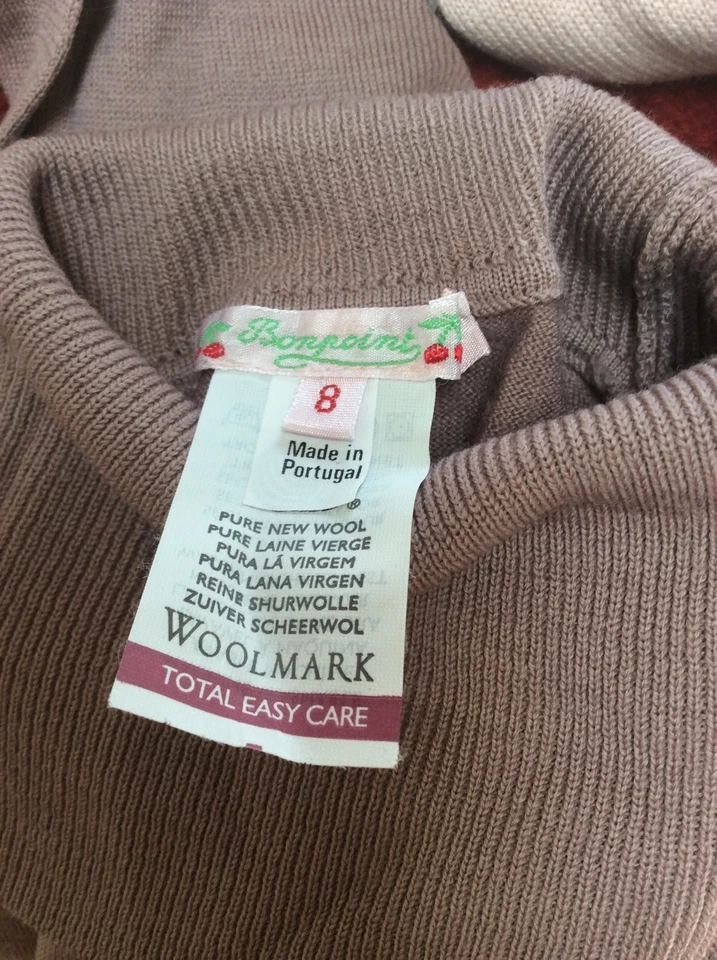 Bonpoint
8
Made in
Portugal
®
PURE NEW WOOL
PURE LAINE VIERGE
PURA LÃ VIRGEM
PURA LANA VIRGEN
REINE SHURWOLLE
ZUIVER SCHEERWOL
WOOLMARK
TOTAL EASY CARE